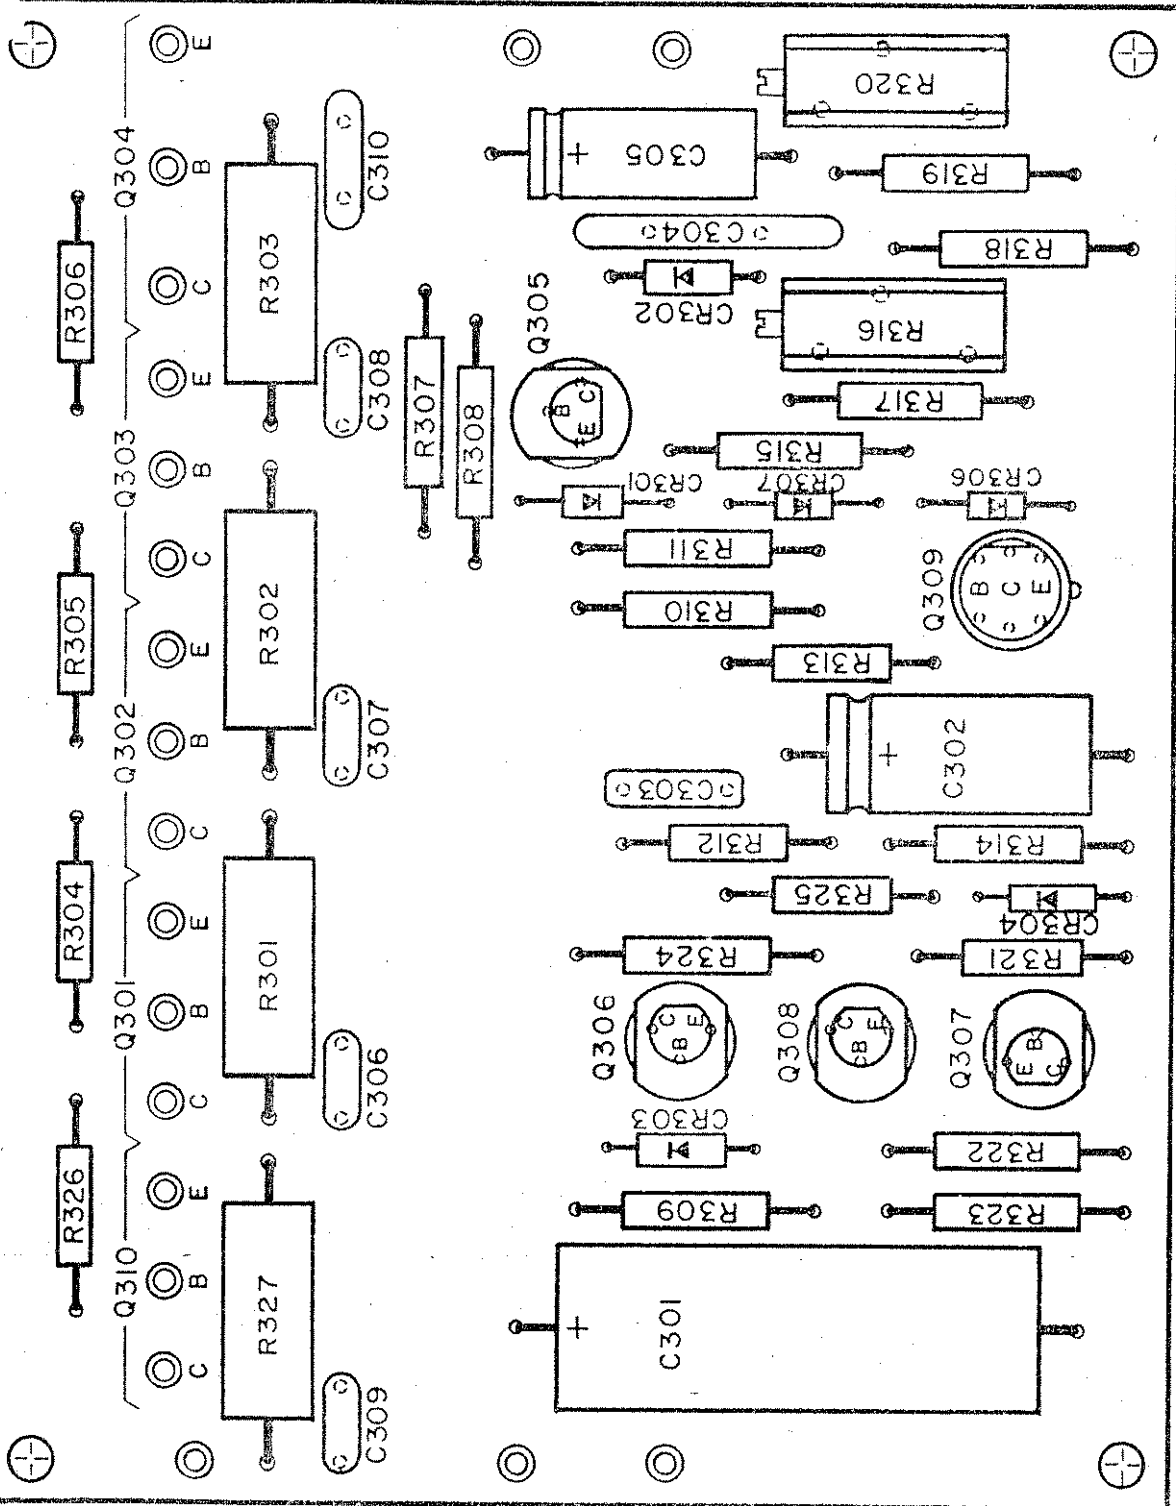 E
R320
Q304
B
C310
C305
R319
R306
C
R303
C304
R318
CR302
Q305
R316
E
C308
R307
R308
B
C
E
R317
Q303
B
R315
CR301
CR307
CR306
C
R311
R305
R302
R310
Q309
B
C
E
E
R313
Q302
B
C307
C302
C303
C
R312
R314
R304
E
R325
CR304
R301
R324
R321
Q301
B
Q306
C
B
E
Q308
C
B
E
Q307
E
B
C
C306
C
CR303
R322
R326
E
R309
R323
Q310
B
R327
C301
C
C309
+
+
+